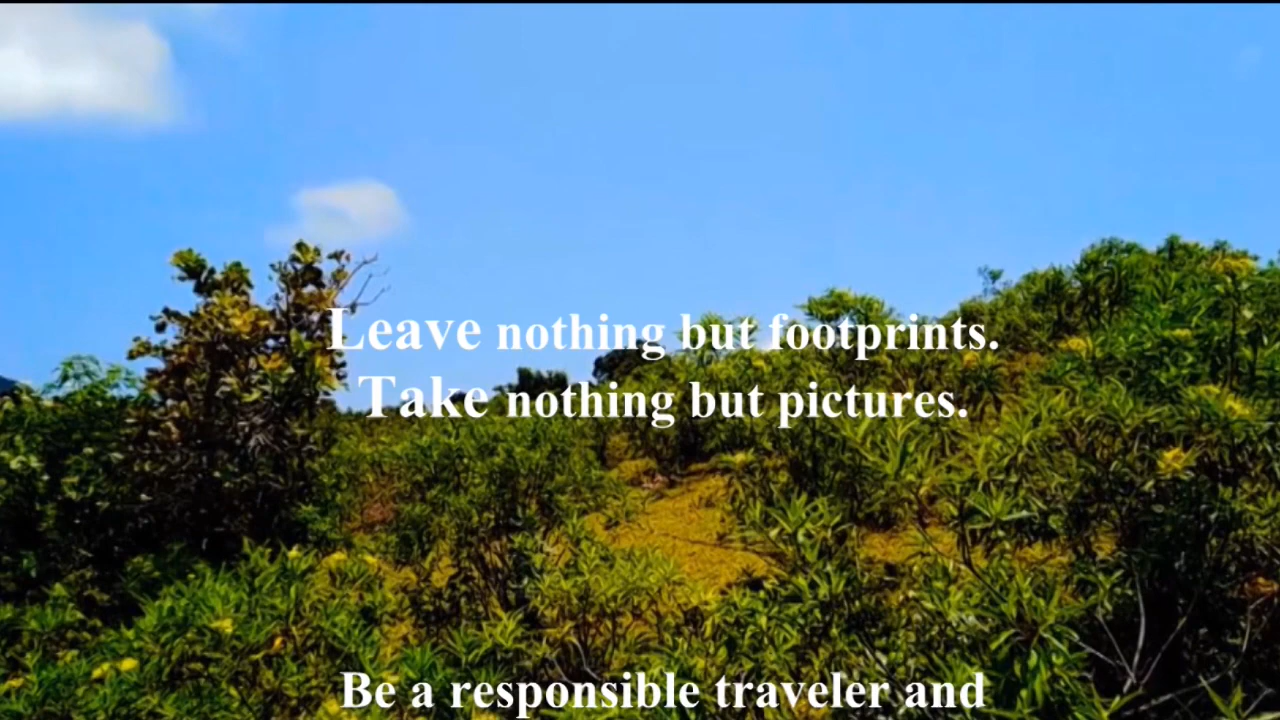 Leave nothing but footprints.
Take nothing but pictures.
Be a responsible traveler and